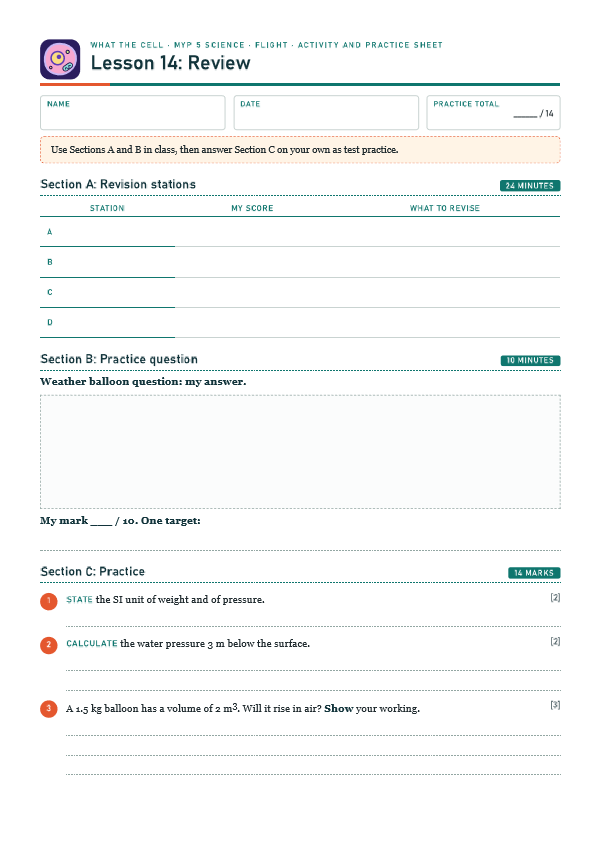 WHAT THE CELL · MYP 5 SCIENCE · FLIGHT · ACTIVITY AND PRACTICE SHEET
Lesson 14: Review
NAME
DATE
PRACTICE TOTAL
_____ / 14
Use Sections A and B in class, then answer Section C on your own as test practice.
Section A: Revision stations
24 MINUTES
STATION MY SCORE WHAT TO REVISE
A
B
C
D
Section B: Practice question
10 MINUTES
Weather balloon question: my answer.
My mark ____ / 10. One target:
Section C: Practice
14 MARKS
1 STATE the SI unit of weight and of pressure. [2]
2 CALCULATE the water pressure 3 m below the surface. [2]
3 A 1.5 kg balloon has a volume of 2 m³. Will it rise in air? Show your working. [3]